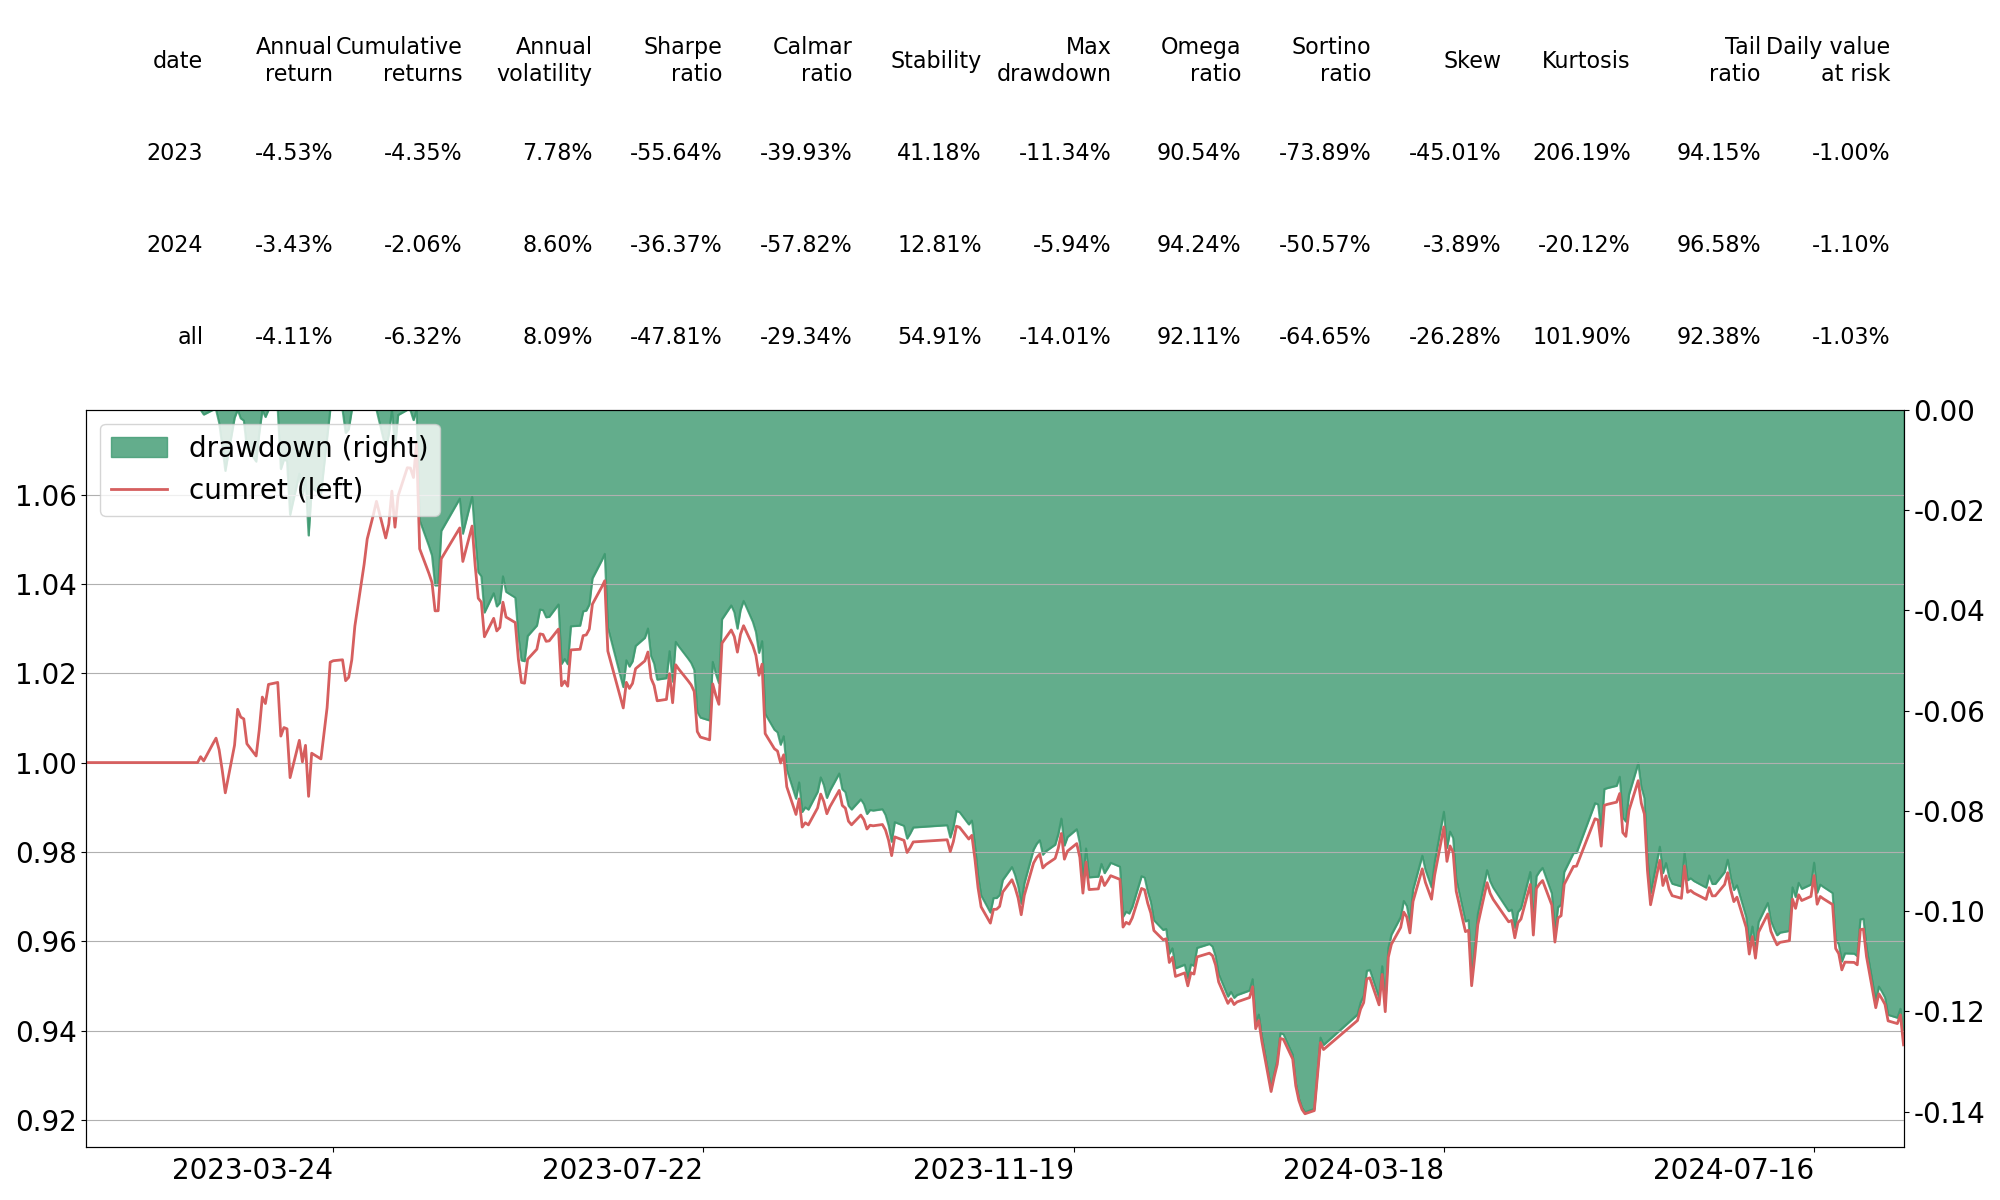 date Annual return Cumulative returns Annual volatility Sharpe ratio Calmar ratio Stability Max drawdown Omega ratio Sortino ratio Skew Kurtosis Tail ratio Daily value at risk
2023 -4.53% -4.35% 7.78% -55.64% -39.93% 41.18% -11.34% 90.54% -73.89% -45.01% 206.19% 94.15% -1.00%
2024 -3.43% -2.06% 8.60% -36.37% -57.82% 12.81% -5.94% 94.24% -50.57% -3.89% -20.12% 96.58% -1.10%
all -4.11% -6.32% 8.09% -47.81% -29.34% 54.91% -14.01% 92.11% -64.65% -26.28% 101.90% 92.38% -1.03%
drawdown (right)
cumret (left)
1.06
1.04
1.02
1.00
0.98
0.96
0.94
0.92
0.00
-0.02
-0.04
-0.06
-0.08
-0.10
-0.12
-0.14
2023-03-24 2023-07-22 2023-11-19 2024-03-18 2024-07-16